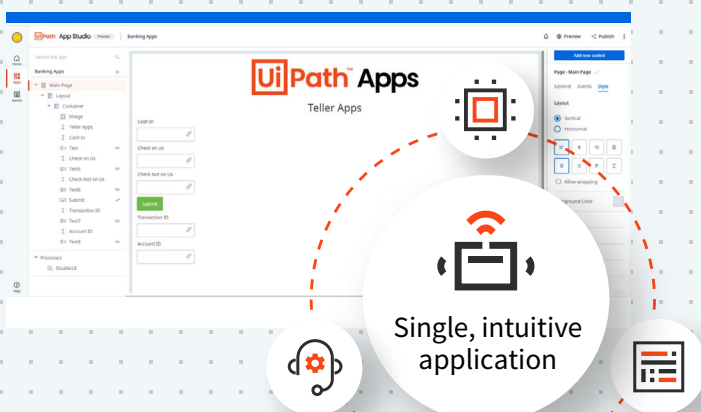 UiPath App Studio Preview Banking Apps Preview Publish
Search the app
Banking Apps
Main Page
Layout
Container
Image
Teller Apps
Cash In
Text
Check on Us
Text5
Check Not on Us
Text6
Submit
Transaction ID
Text7
Account ID
Text8
Processes
Home
Apps
Help
UiPath™ Apps
Teller Apps
Cash In
Check on Us
Check Not on Us
Submit
Transaction ID
Account ID
Add new control
Page - Main Page
General Events Style
Layout
Vertical
Horizontal
Allow wrapping
Single, intuitive
application